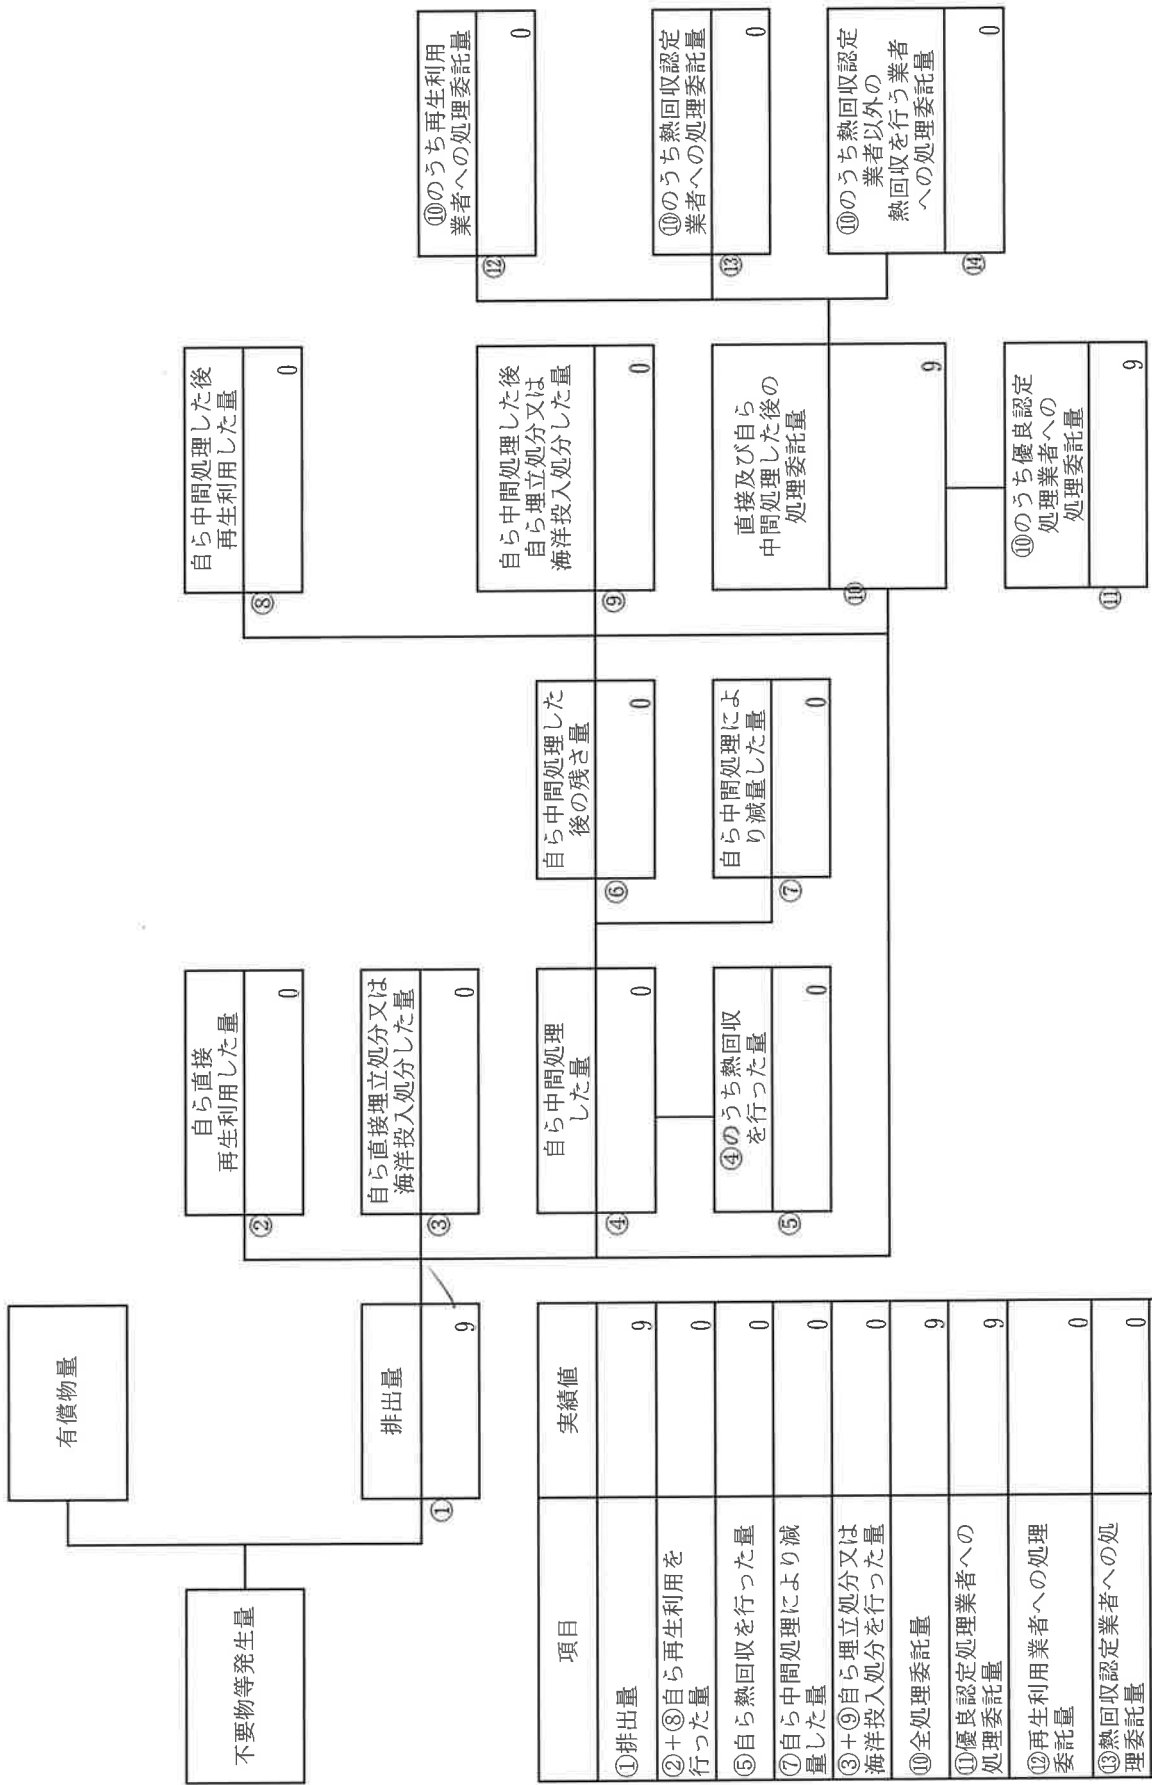 不要物等発生量
有償物量
①
排出量
9
②
自ら直接
再生利用した量
0
③
自ら直接埋立処分又は
海洋投入処分した量
0
④
自ら中間処理
した量
0
⑤
④のうち熱回収
を行った量
0
⑥
自ら中間処理した
後の残さ量
0
⑦
自ら中間処理によ
り減量した量
0
⑧
自ら中間処理した後
再生利用した量
0
⑨
自ら中間処理した後
自ら埋立処分又は
海洋投入処分した量
0
⑩
直接及び自ら
中間処理した後の
処理委託量
9
⑪
⑩のうち優良認定
処理業者への
処理委託量
9
⑫
⑩のうち再生利用
業者への処理委託量
0
⑬
⑩のうち熱回収認定
業者への処理委託量
0
⑭
⑩のうち熱回収認定
業者以外の
熱回収を行う業者
への処理委託量
0
項目 実績値
①排出量 9
②+⑧自ら再生利用を
行った量 0
⑤自ら熱回収を行った量 0
⑦自ら中間処理により減
量した量 0
③+⑨自ら埋立処分又は
海洋投入処分を行った量 0
⑩全処理委託量 9
⑪優良認定処理業者への
処理委託量 9
⑫再生利用業者への処理
委託量 0
⑬熱回収認定業者への処
理委託量 0